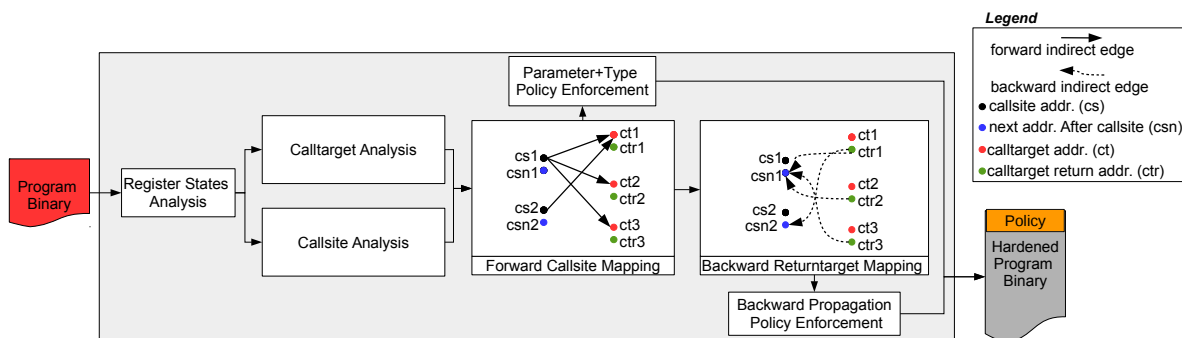 Program
Binary
Register States
Analysis
Calltarget Analysis
Callsite Analysis
Parameter+Type
Policy Enforcement
cs1
csn1
cs2
csn2
ct1
ctr1
ct2
ctr2
ct3
ctr3
Forward Callsite Mapping
cs1
csn1
cs2
csn2
ct1
ctr1
ct2
ctr2
ct3
ctr3
Backward Returntarget Mapping
Backward Propagation
Policy Enforcement
Legend
forward indirect edge
backward indirect edge
callsite addr. (cs)
next addr. After callsite (csn)
calltarget addr. (ct)
calltarget return addr. (ctr)
Policy
Hardened
Program
Binary